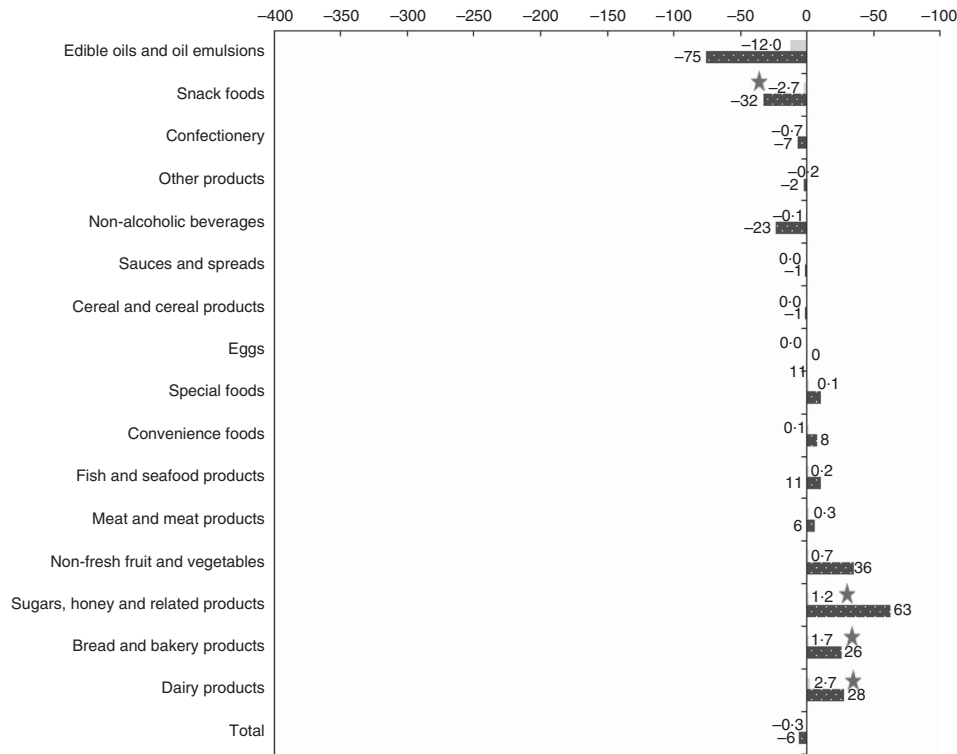 −400 −350 −300 −250 −200 −150 −100 −50 0 −50 −100
Edible oils and oil emulsions −12·0
−75
Snack foods −2·7
−32
Confectionery −0·7
−7
Other products −0·2
−2
Non-alcoholic beverages −0·1
−23
Sauces and spreads 0·0
−1
Cereal and cereal products 0·0
−1
Eggs 0·0
0
Special foods 11
0·1
Convenience foods 0·1
8
Fish and seafood products 0·2
11
Meat and meat products 0·3
6
Non-fresh fruit and vegetables 0·7
36
Sugars, honey and related products 1·2
63
Bread and bakery products 1·7
26
Dairy products 2·7
28
Total −0·3
−6